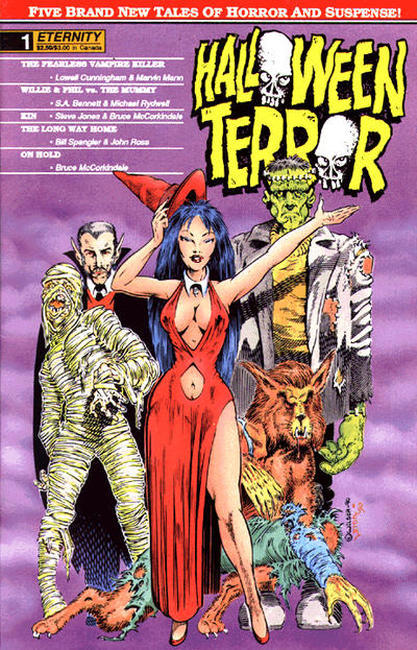 FIVE BRAND NEW TALES OF HORROR AND SUSPENSE!
1
ETERNITY
$2.50/$3.00 in Canada
THE FEARLESS VAMPIRE KILLER
• Lowell Cunningham & Marvin Mann
WILLIE & PHIL vs. THE MUMMY
• S.A. Bennett & Michael Rydwell
KIN • Steve Jones & Bruce McCorkindale
THE LONG WAY HOME
• Bill Spangler & John Ross
ON HOLD
• Bruce McCorkindale
HALLOWEEN
TERROR